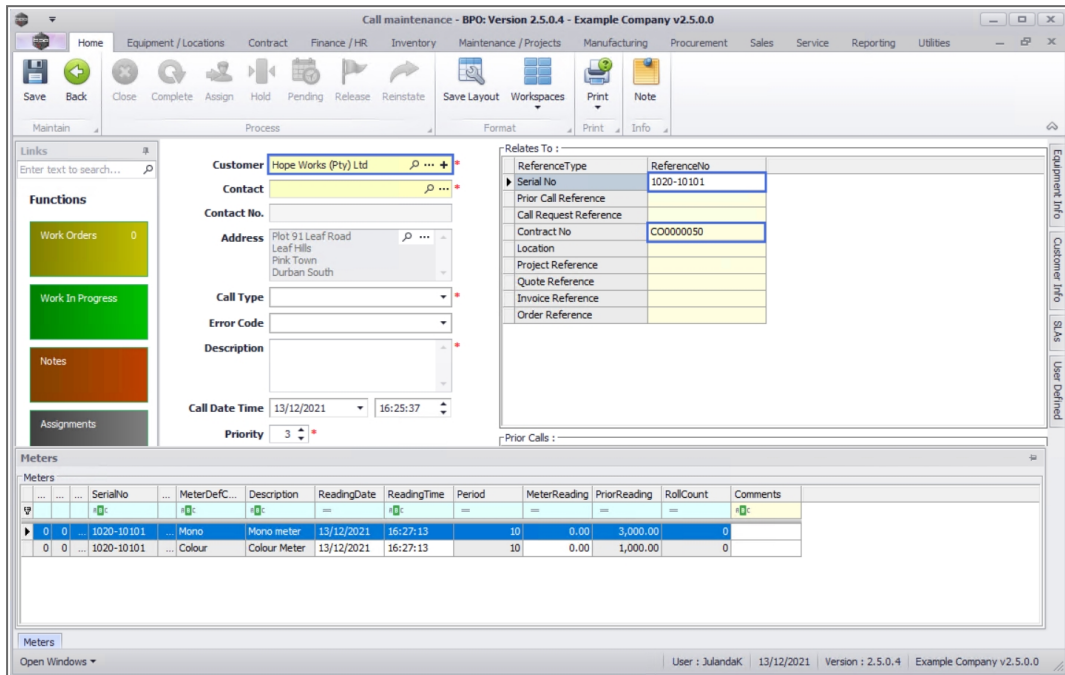 Call maintenance - BPO: Version 2.5.0.4 - Example Company v2.5.0.0
Home Equipment / Locations Contract Finance / HR Inventory Maintenance / Projects Manufacturing Procurement Sales Service Reporting Utilities
Save Back Close Complete Assign Hold Pending Release Reinstate Save Layout Workspaces Print Note
Maintain Process Format Print Info
Links
Enter text to search...
Functions
Work Orders 0
Work In Progress
Notes
Assignments
Customer Hope Works (Pty) Ltd *
Contact *
Contact No.
Address Plot 91 Leaf Road
Leaf Hills
Pink Town
Durban South
Call Type *
Error Code
Description *
Call Date Time 13/12/2021 16:25:37
Priority 3 *
Relates To :
ReferenceType ReferenceNo
Serial No 1020-10101
Prior Call Reference
Call Request Reference
Contract No CO0000050
Location
Project Reference
Quote Reference
Invoice Reference
Order Reference
Prior Calls :
Equipment Info
Customer Info
SLAs
User Defined
Meters
Meters
... ... ... SerialNo ... MeterDefC... Description ReadingDate ReadingTime Period MeterReading PriorReading RollCount Comments
0 0 ... 1020-10101 ... Mono Mono meter 13/12/2021 16:27:13 10 0.00 3,000.00 0
0 0 ... 1020-10101 ... Colour Colour Meter 13/12/2021 16:27:13 10 0.00 1,000.00 0
Meters
Open Windows User : JulandaK 13/12/2021 Version : 2.5.0.4 Example Company v2.5.0.0